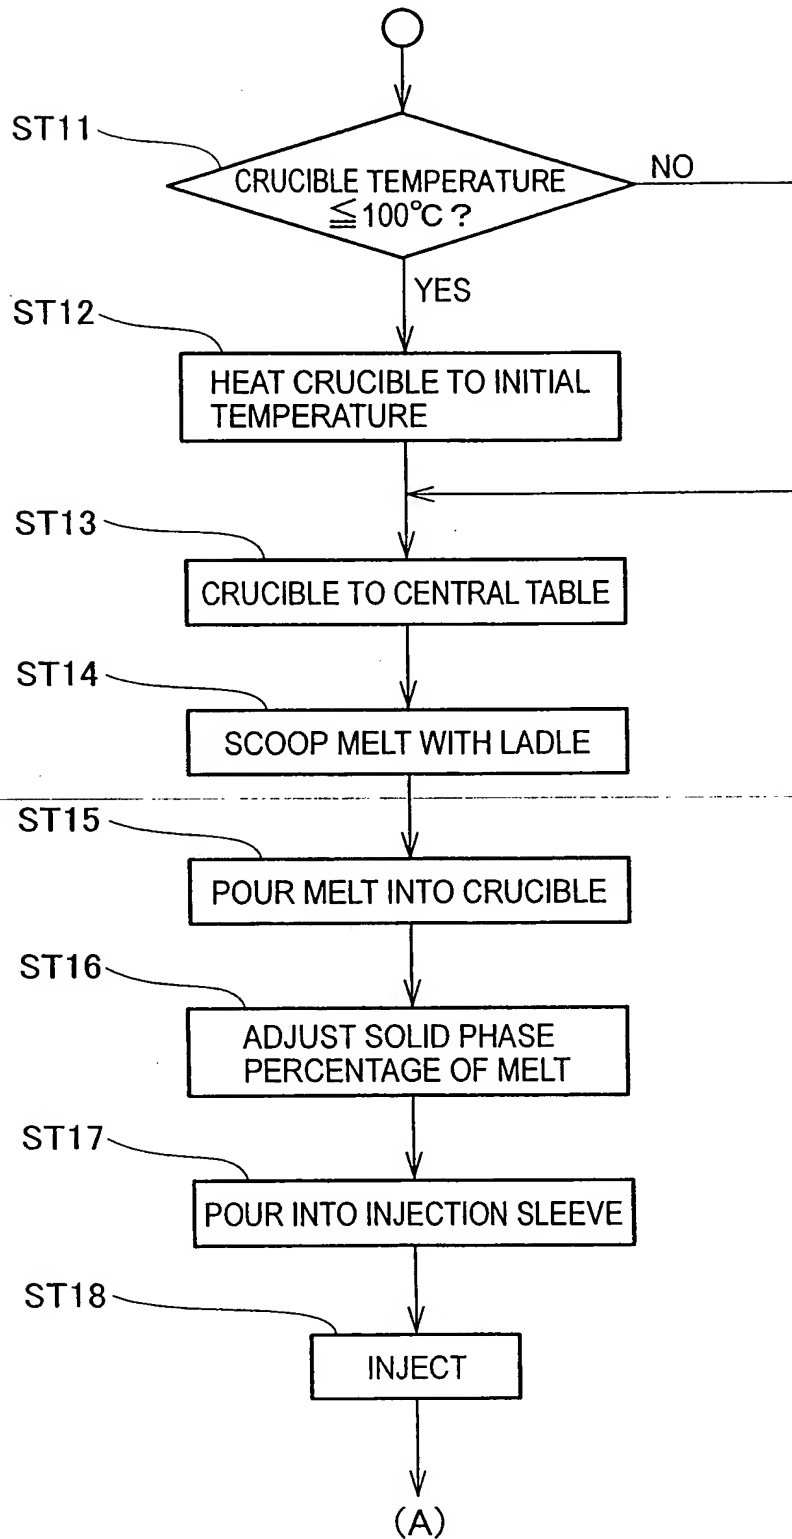 ST11
CRUCIBLE TEMPERATURE
≦100°C ?
NO
YES
ST12
HEAT CRUCIBLE TO INITIAL
TEMPERATURE
ST13
CRUCIBLE TO CENTRAL TABLE
ST14
SCOOP MELT WITH LADLE
ST15
POUR MELT INTO CRUCIBLE
ST16
ADJUST SOLID PHASE
PERCENTAGE OF MELT
ST17
POUR INTO INJECTION SLEEVE
ST18
INJECT
(A)